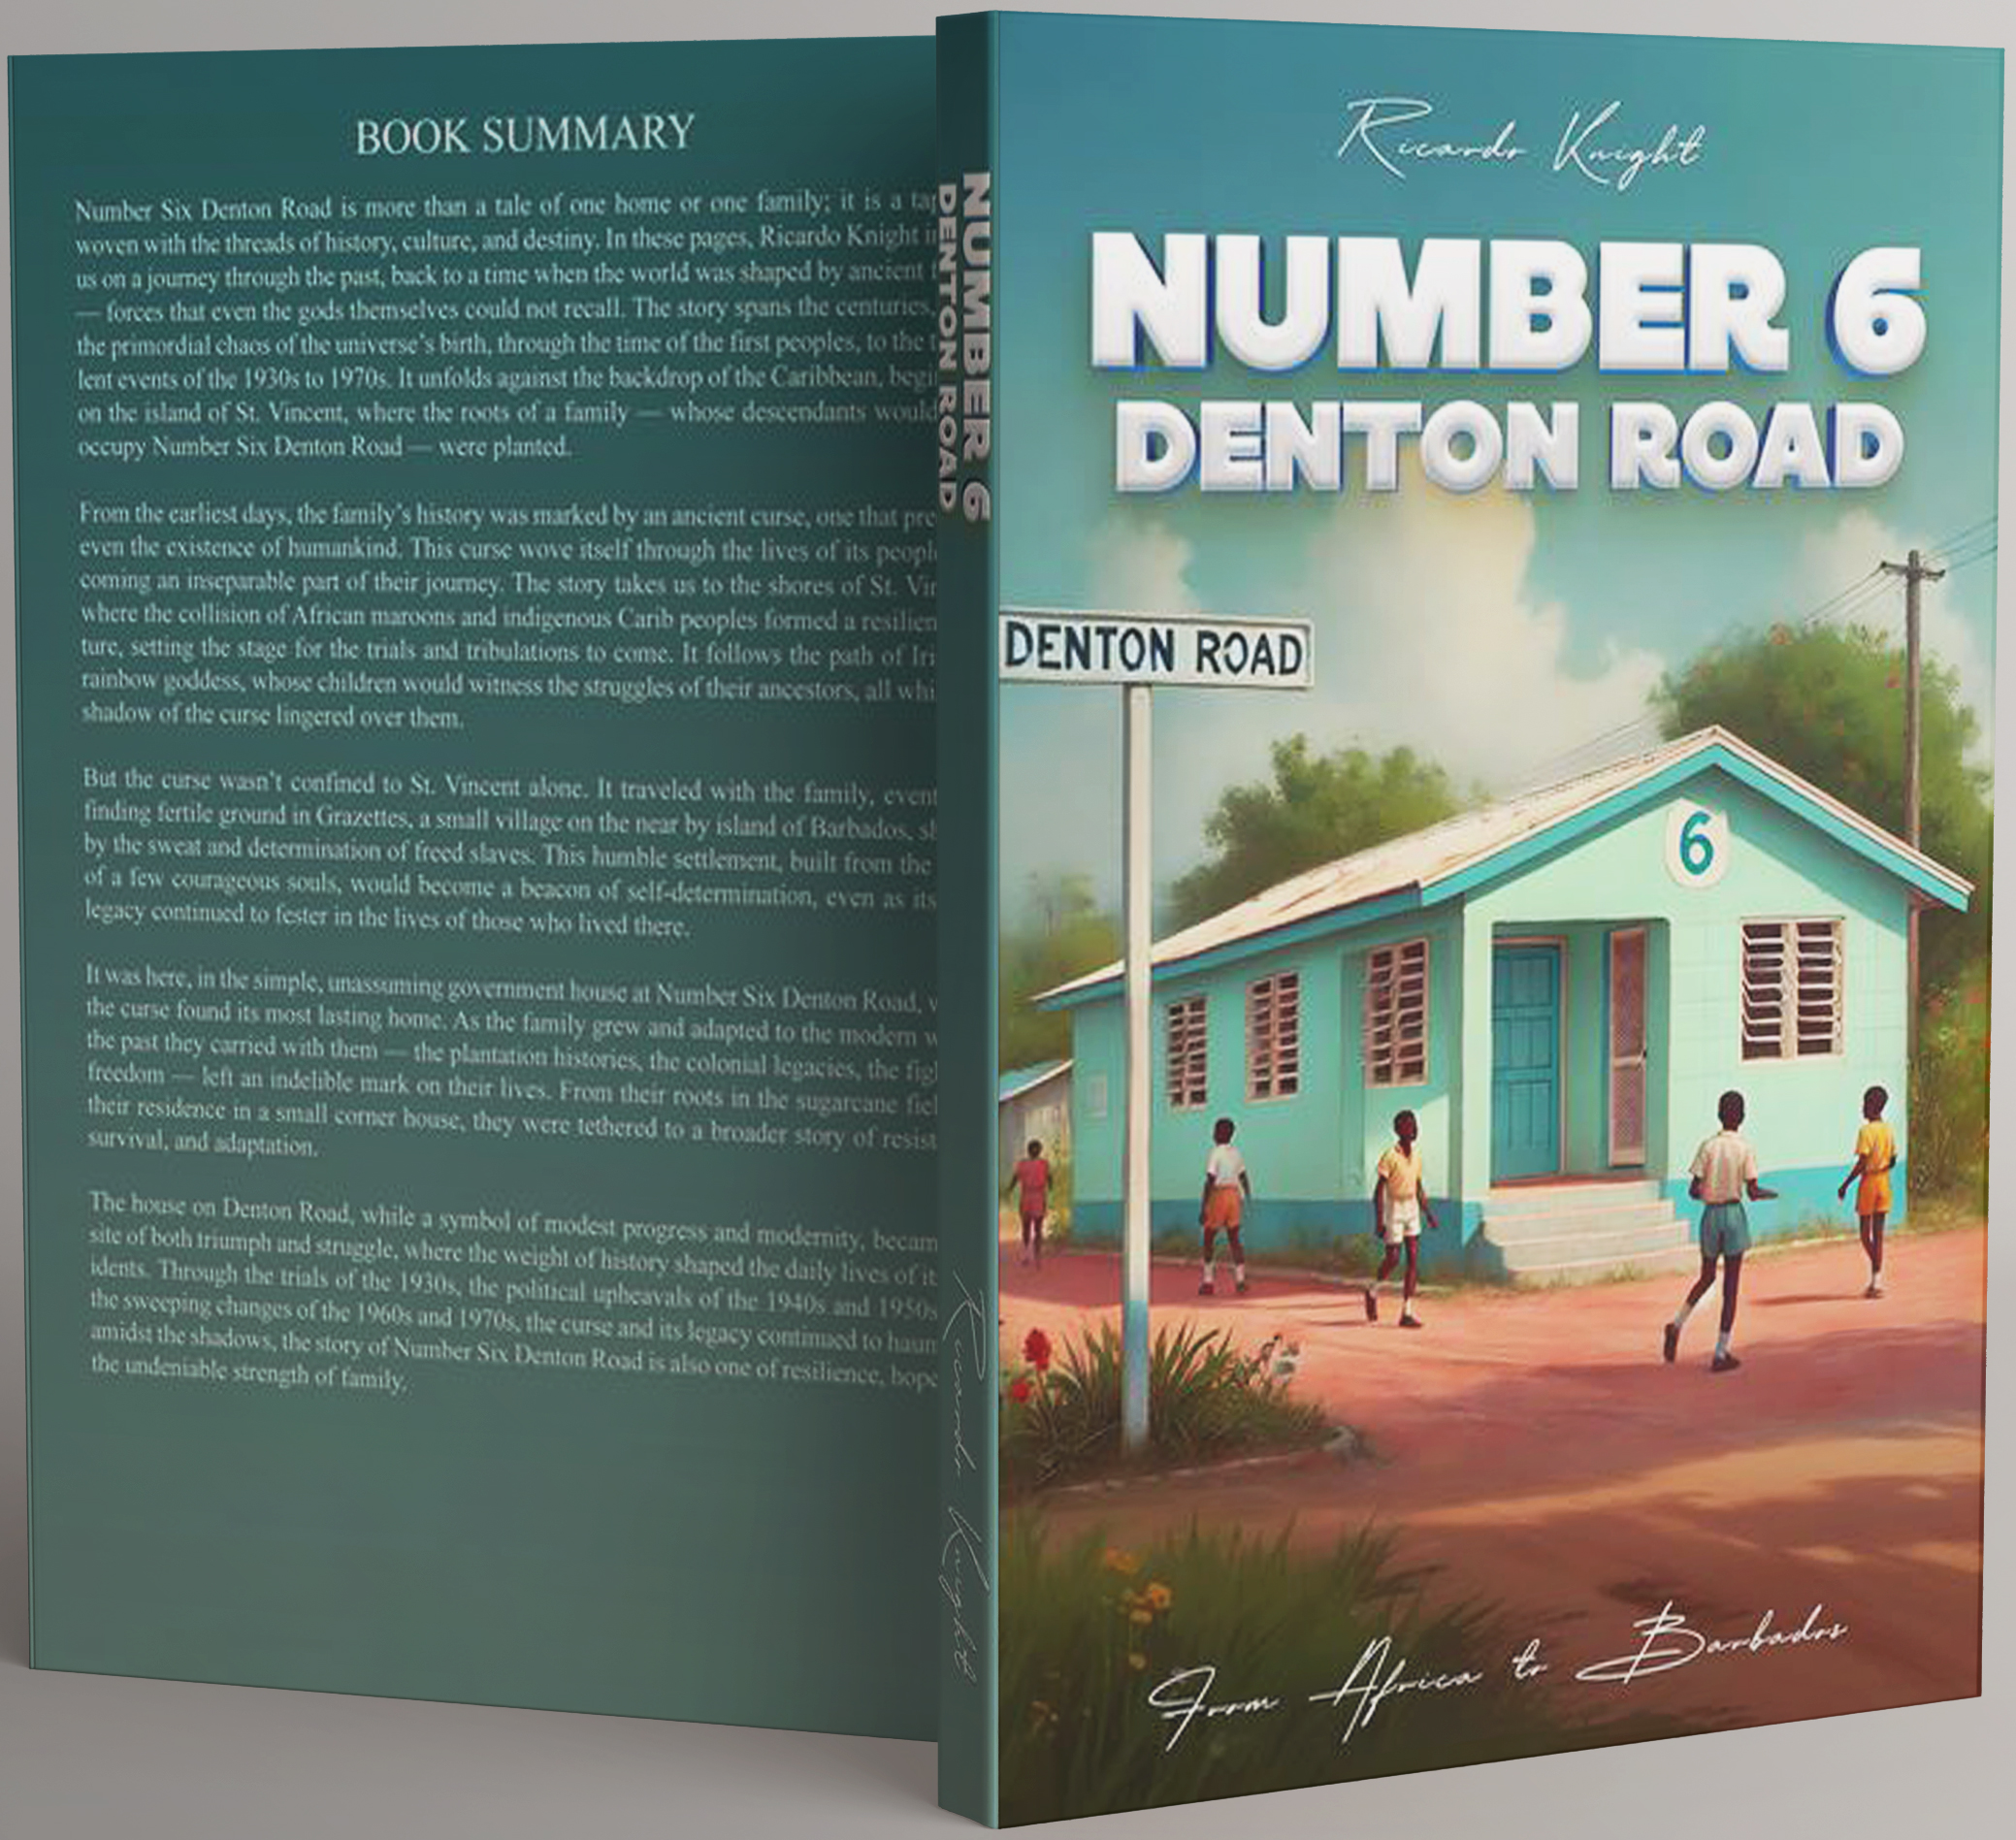 BOOK SUMMARY
Number Six Denton Road is more than a tale of one home or one family; it is a
woven with the threads of history, culture, and destiny. In these pages, Ricardo Knight
us on a journey through the past, back to a time when the world was shaped by ancient
— forces that even the gods themselves could not recall. The story spans the centuries,
the primordial chaos of the universe's birth, through the time of the first peoples, to the
lent events of the 1930s to 1970s. It unfolds against the backdrop of the Caribbean,
on the island of St. Vincent, where the roots of a family — whose descendants would
occupy Number Six Denton Road — were planted.
From the earliest days, the family's history was marked by an ancient curse, one that
even the existence of humankind. This curse wove itself through the lives of its
coming an inseparable part of their journey. The story takes us to the shores of St.
where the collision of African maroons and indigenous Carib peoples formed a
ture, setting the stage for the trials and tribulations to come. It follows the path of
rainbow goddess, whose children would witness the struggles of their ancestors, all
shadow of the curse lingered over them.
But the curse wasn't confined to St. Vincent alone. It traveled with the family,
finding fertile ground in Grazettes, a small village on the near by island of Barbados,
by the sweat and determination of freed slaves. This humble settlement, built from the
of a few courageous souls, would become a beacon of self-determination, even as its
legacy continued to fester in the lives of those who lived there.
It was here, in the simple, unassuming government house at Number Six Denton Road,
the curse found its most lasting home. As the family grew and adapted to the modern
the past they carried with them — the plantation histories, the colonial legacies, the
freedom — left an indelible mark on their lives. From their roots in the sugarcane
their residence in a small corner house, they were tethered to a broader story of
survival, and adaptation.
The house on Denton Road, while a symbol of modest progress and modernity,
site of both triumph and struggle, where the weight of history shaped the daily lives of
idents. Through the trials of the 1930s, the political upheavals of the 1940s and 1950s
the sweeping changes of the 1960s and 1970s, the curse and its legacy continued to
amidst the shadows, the story of Number Six Denton Road is also one of resilience, hope
the undeniable strength of family.
NUMBER 6
DENTON ROAD
Ricardo Knight
Ricardo Knight
NUMBER 6
DENTON ROAD
DENTON ROAD
6
From Africa to Barbados